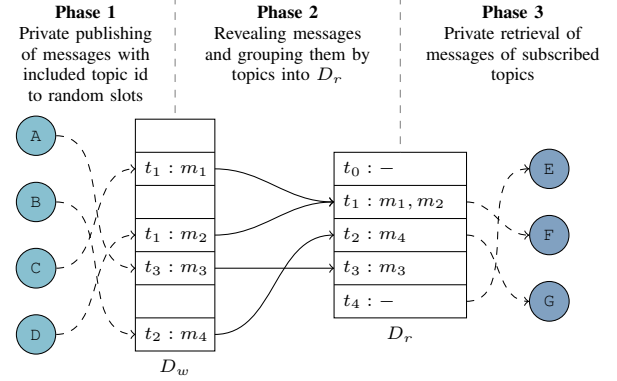 Phase 1
Private publishing
of messages with
included topic id
to random slots
Phase 2
Revealing messages
and grouping them by
topics into D_r
Phase 3
Private retrieval of
messages of subscribed
topics
A
B
C
D
t_1 : m_1
t_1 : m_2
t_3 : m_3
t_2 : m_4
D_w
t_0 : −
t_1 : m_1, m_2
t_2 : m_4
t_3 : m_3
t_4 : −
D_r
E
F
G